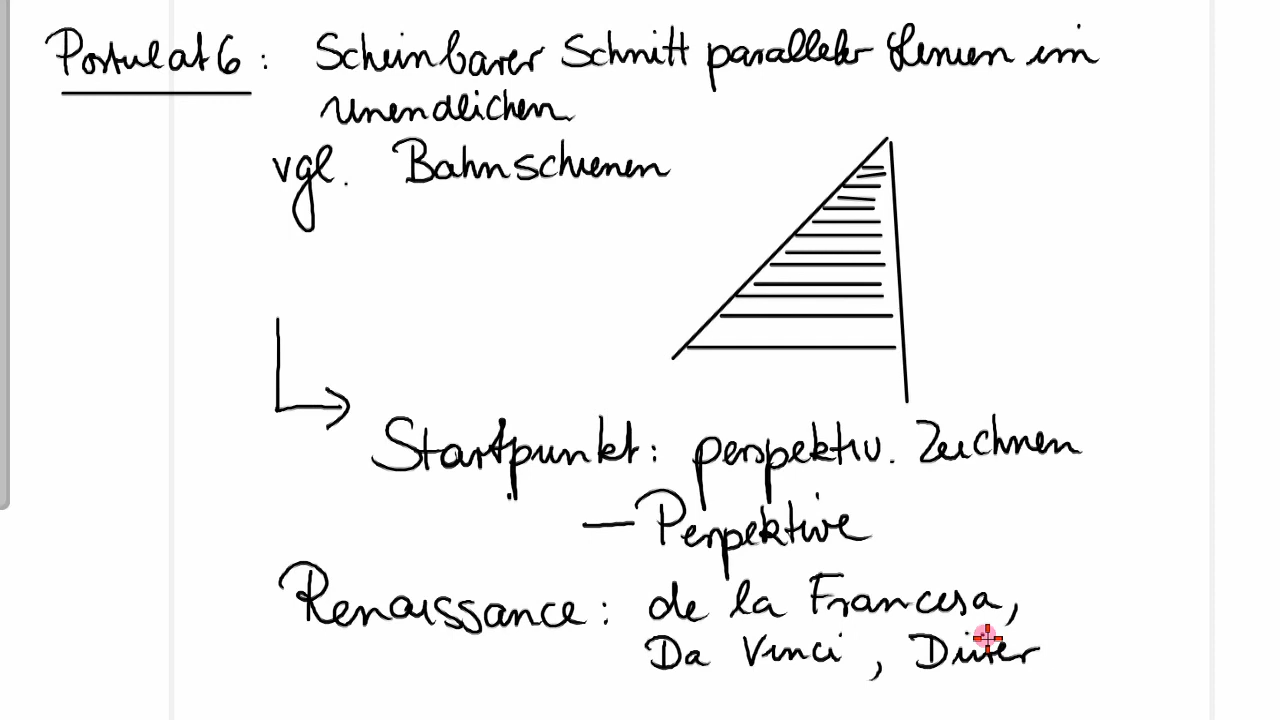 Postulat 6: Scheinbarer Schnitt paralleler Linien im
Unendlichen
vgl. Bahnschienen
Startpunkt: perspektiv. Zeichnen
— Perspektive
Renaissance: de la Francesa,
Da Vinci, Dürer